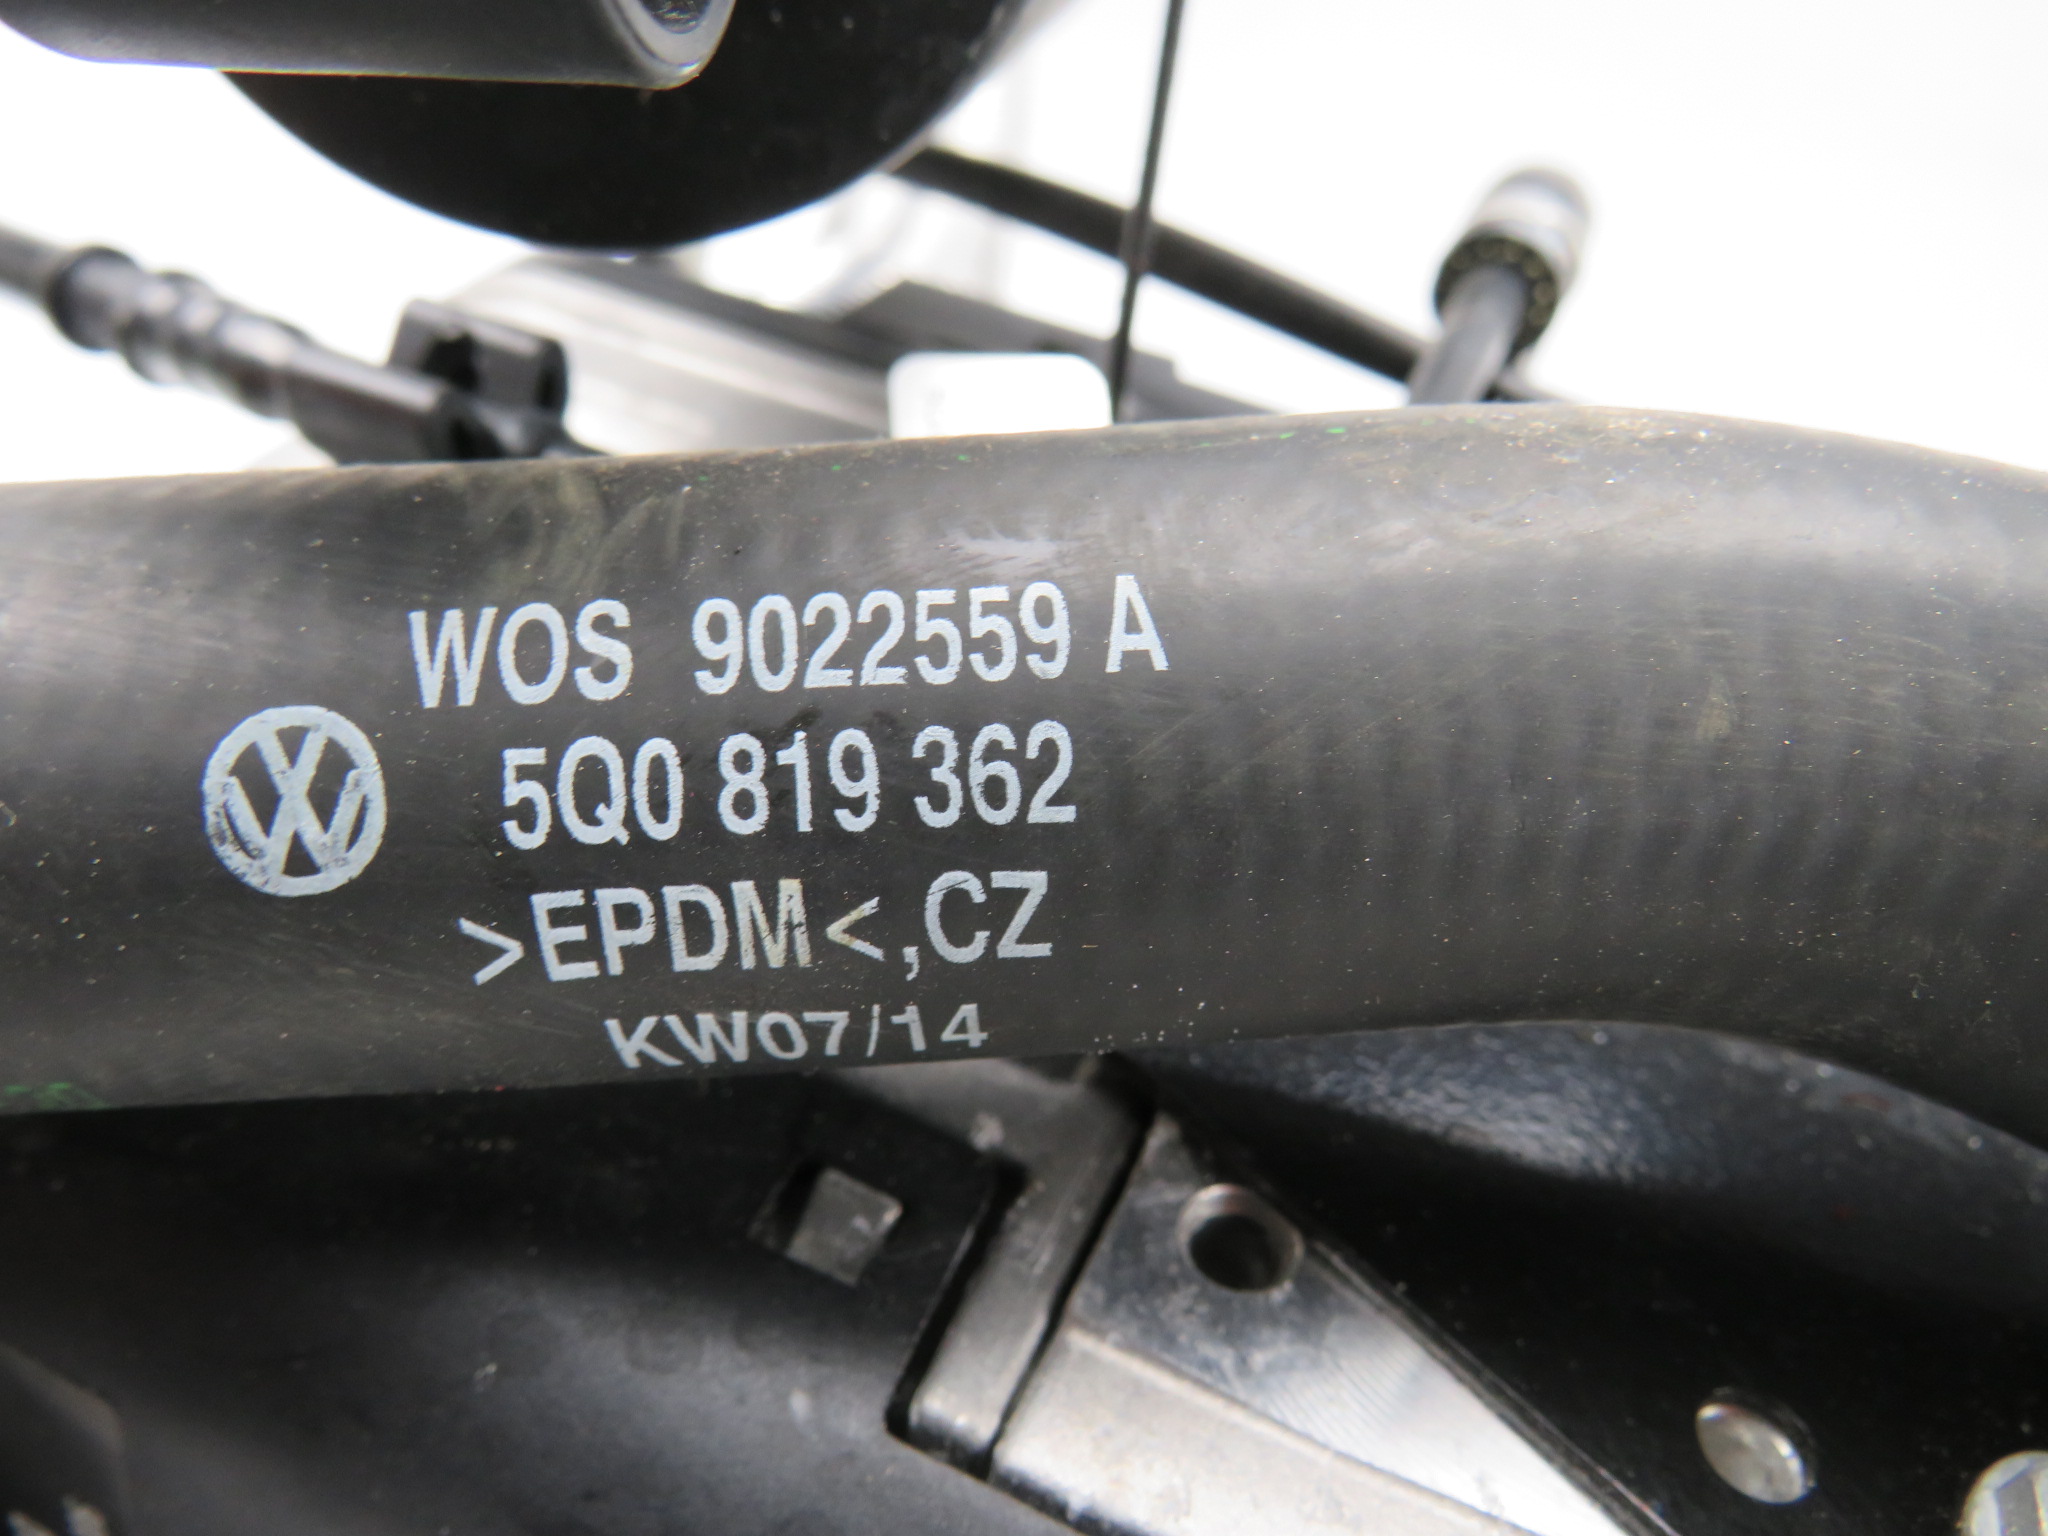 WOS 9022559 A
5Q0 819 362
>EPDM<,CZ
KW07/14